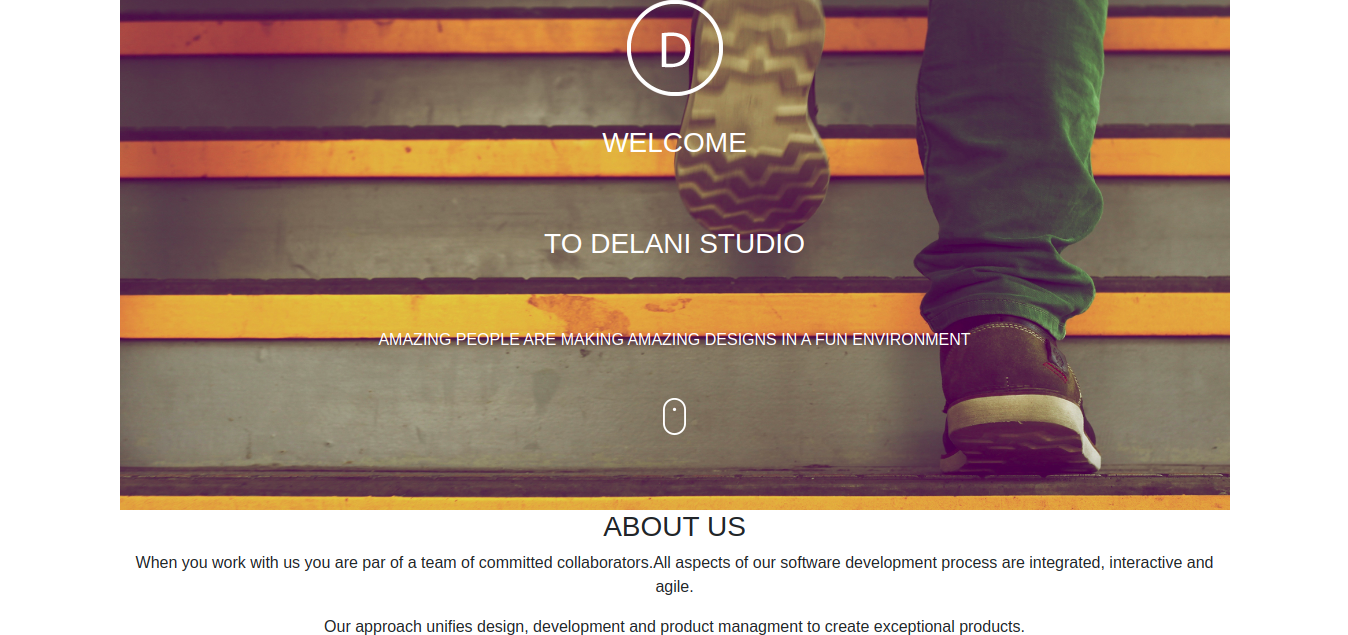 D
WELCOME
TO DELANI STUDIO
AMAZING PEOPLE ARE MAKING AMAZING DESIGNS IN A FUN ENVIRONMENT
ABOUT US
When you work with us you are par of a team of committed collaborators.All aspects of our software development process are integrated, interactive and
agile.
Our approach unifies design, development and product managment to create exceptional products.